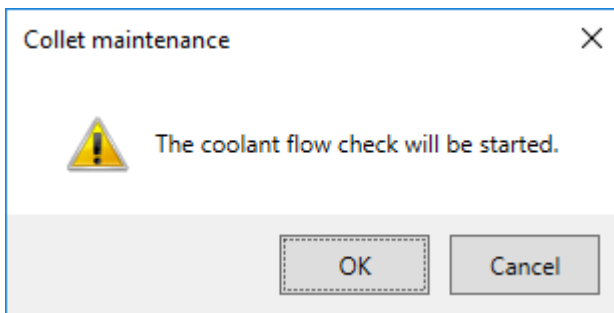 Collet maintenance
The coolant flow check will be started.
OK
Cancel